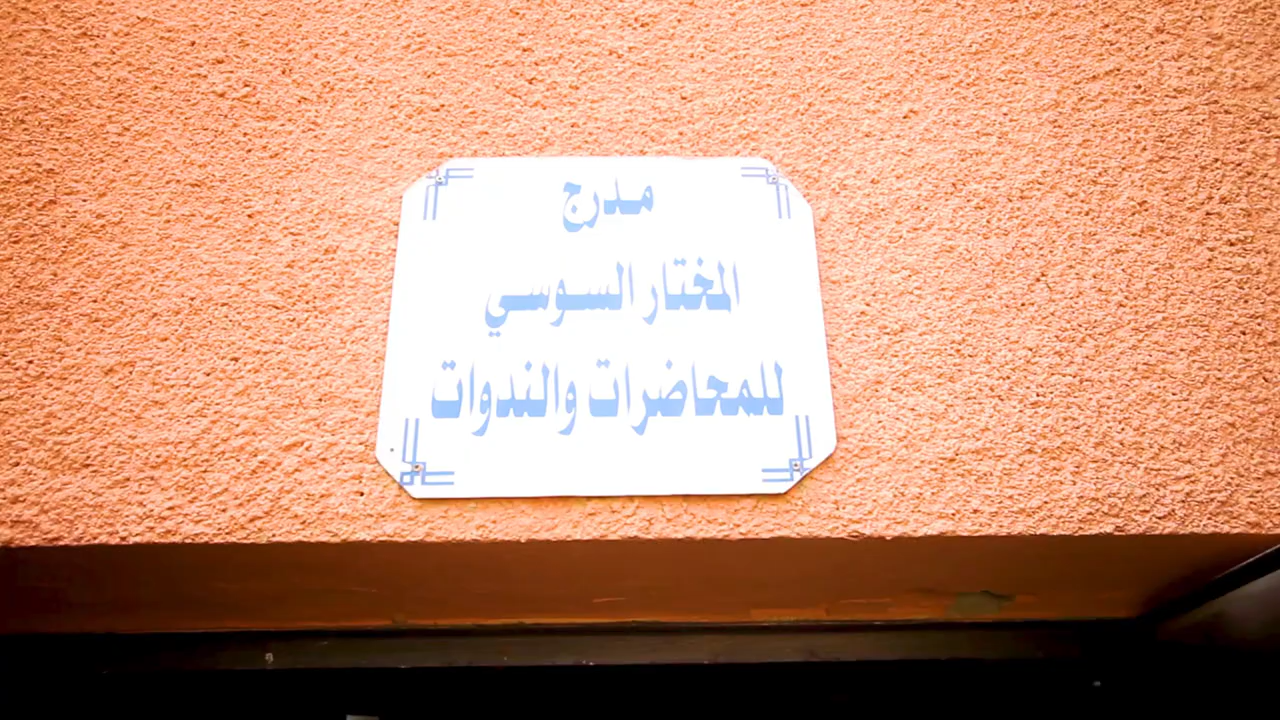 مدرج
المختار السوسي
للمحاضرات والندوات